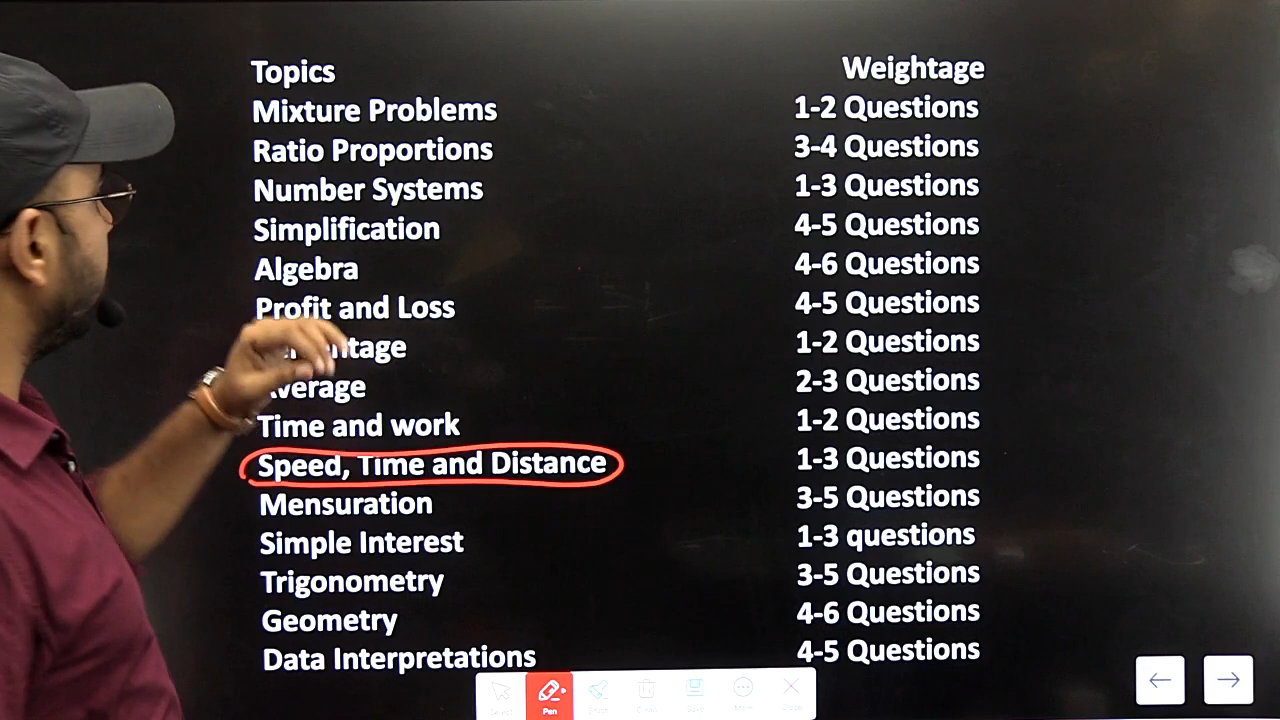 Topics Weightage
Mixture Problems 1-2 Questions
Ratio Proportions 3-4 Questions
Number Systems 1-3 Questions
Simplification 4-5 Questions
Algebra 4-6 Questions
Profit and Loss 4-5 Questions
1-2 Questions
Average 2-3 Questions
Time and work 1-2 Questions
Speed, Time and Distance 1-3 Questions
Mensuration 3-5 Questions
Simple Interest 1-3 questions
Trigonometry 3-5 Questions
Geometry 4-6 Questions
Data Interpretations 4-5 Questions
Select Pen More